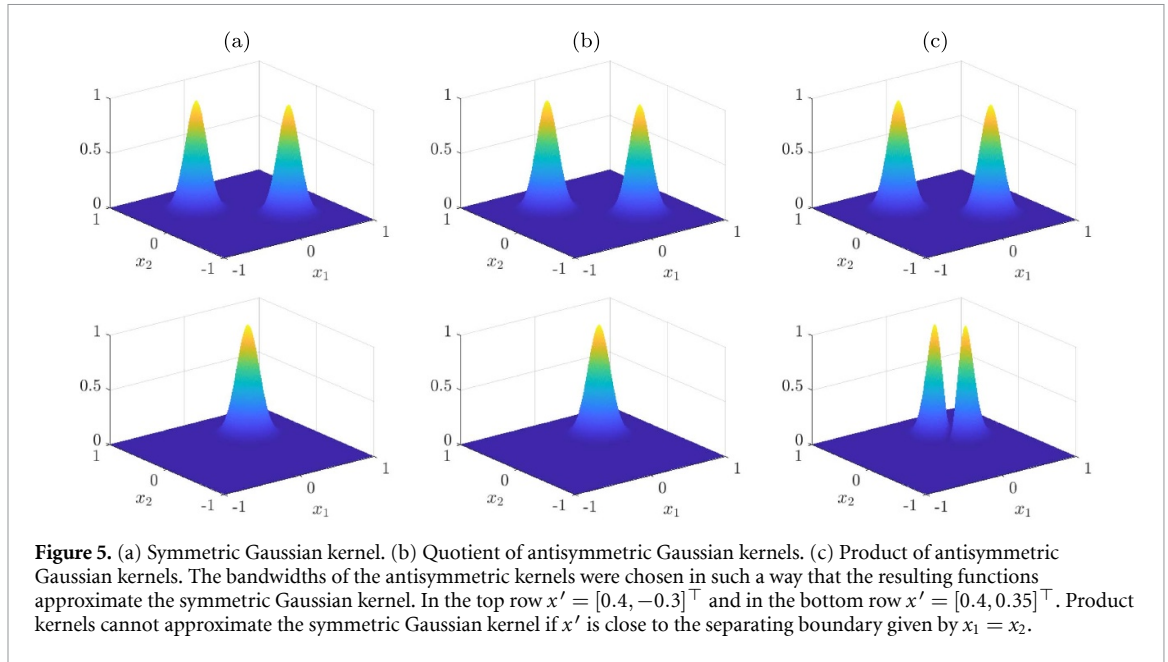 (a) (b) (c)
1 1 1
0.5 0.5 0.5
0 0 0
1 1 1 1 1 1
0 0 0 0 0 0
x₂ -1 -1 x₁ x₂ -1 -1 x₁ x₂ -1 -1 x₁
1 1 1
0.5 0.5 0.5
0 0 0
1 1 1 1 1 1
0 0 0 0 0 0
x₂ -1 -1 x₁ x₂ -1 -1 x₁ x₂ -1 -1 x₁
Figure 5. (a) Symmetric Gaussian kernel. (b) Quotient of antisymmetric Gaussian kernels. (c) Product of antisymmetric
Gaussian kernels. The bandwidths of the antisymmetric kernels were chosen in such a way that the resulting functions
approximate the symmetric Gaussian kernel. In the top row x′ = [0.4, −0.3]⊤ and in the bottom row x′ = [0.4, 0.35]⊤. Product
kernels cannot approximate the symmetric Gaussian kernel if x′ is close to the separating boundary given by x₁ = x₂.